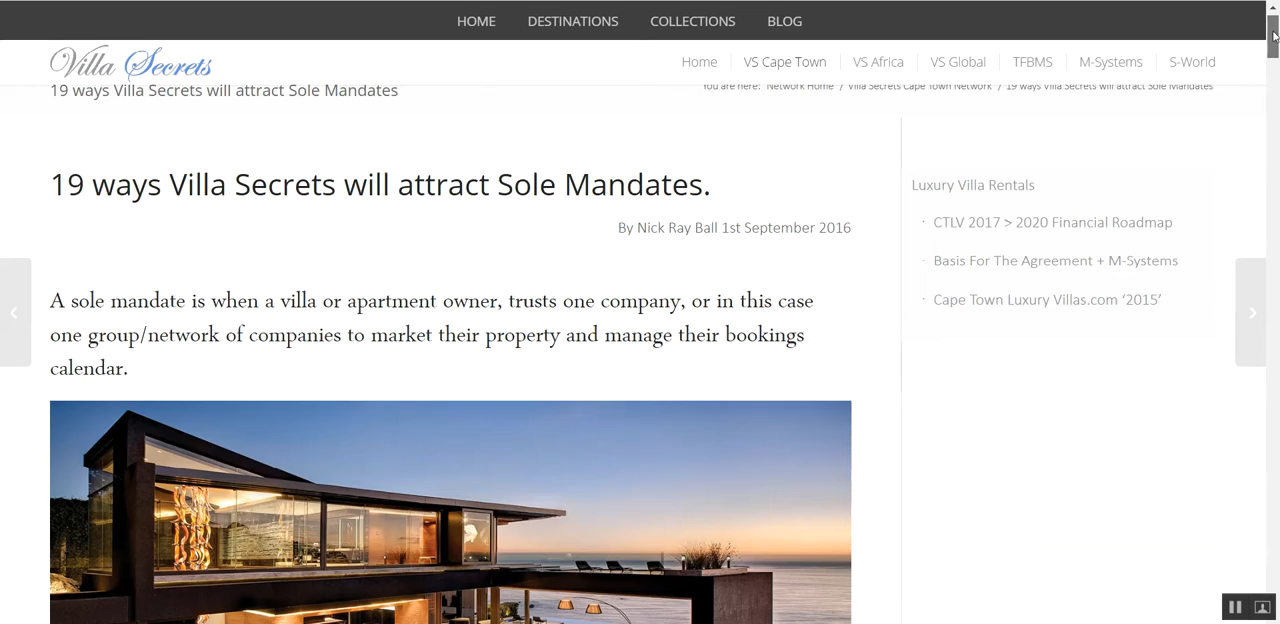 HOME DESTINATIONS COLLECTIONS BLOG
Villa Secrets
Home VS Cape Town VS Africa VS Global TFBMS M-Systems S-World
19 ways Villa Secrets will attract Sole Mandates
You are here: Network Home / Villa Secrets Cape Town Network / 19 ways Villa Secrets will attract Sole Mandates
19 ways Villa Secrets will attract Sole Mandates.
By Nick Ray Ball 1st September 2016
A sole mandate is when a villa or apartment owner, trusts one company, or in this case
one group/network of companies to market their property and manage their bookings
calendar.
Luxury Villa Rentals
CTLV 2017 > 2020 Financial Roadmap
Basis For The Agreement + M-Systems
Cape Town Luxury Villas.com ‘2015’